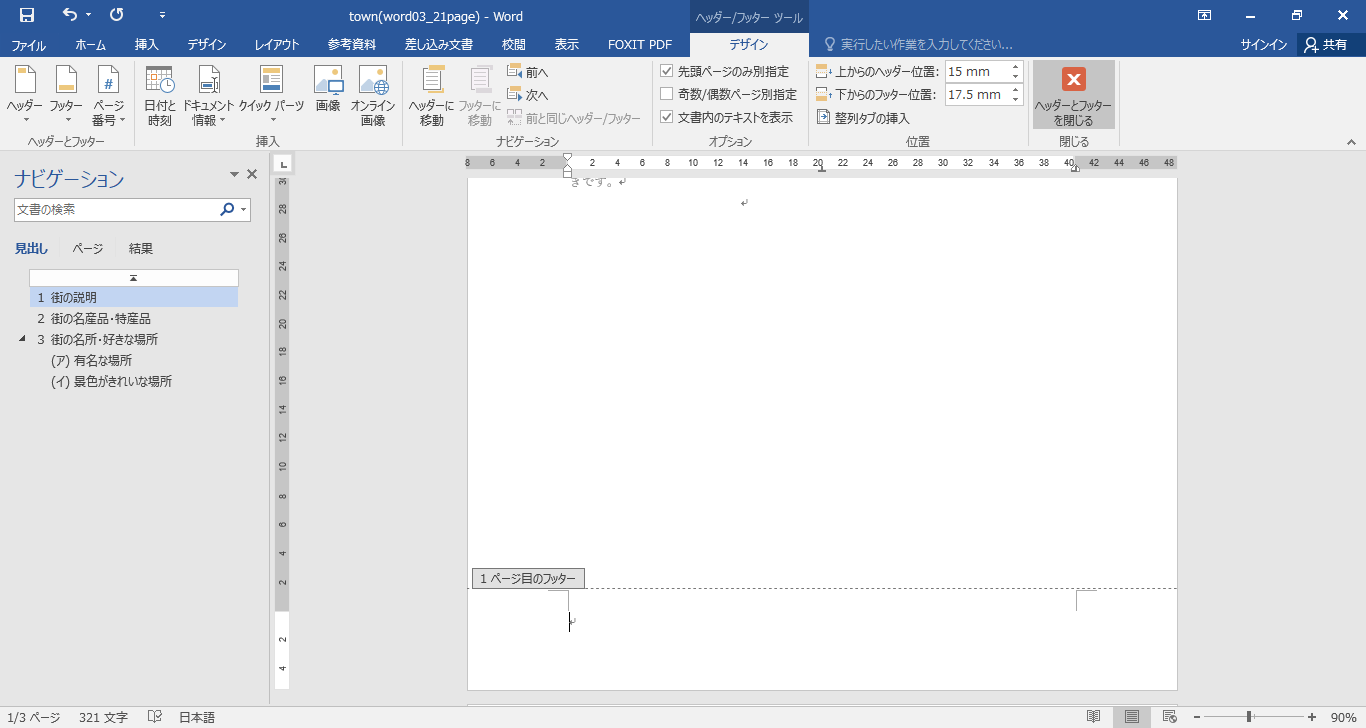 town(word03_21page) - Word
ヘッダー/フッター ツール
ファイル ホーム 挿入 デザイン レイアウト 参考資料 差し込み文書 校閲 表示 FOXIT PDF デザイン 実行したい作業を入力してください... サインイン 共有
ヘッダー フッター ページ番号
ヘッダーとフッター
日付と時刻 ドキュメント情報 クイック パーツ 画像 オンライン画像
挿入
ヘッダーに移動 フッターに移動
前へ
次へ
前と同じヘッダー/フッター
ナビゲーション
先頭ページのみ別指定
奇数/偶数ページ別指定
文書内のテキストを表示
オプション
上からのヘッダー位置: 15 mm
下からのフッター位置: 17.5 mm
整列タブの挿入
位置
ヘッダーとフッターを閉じる
閉じる
ナビゲーション
文書の検索
見出し ページ 結果
1 街の説明
2 街の名産品・特産品
3 街の名所・好きな場所
(ア) 有名な場所
(イ) 景色がきれいな場所
8 6 4 2 2 4 6 8 10 12 14 16 18 20 22 24 26 28 30 32 34 36 38 40 42 44 46 48
30
28
26
24
22
20
18
16
14
12
10
8
6
4
2
2
4
きです。
1 ページ目のフッター
1/3 ページ 321 文字 日本語 90%